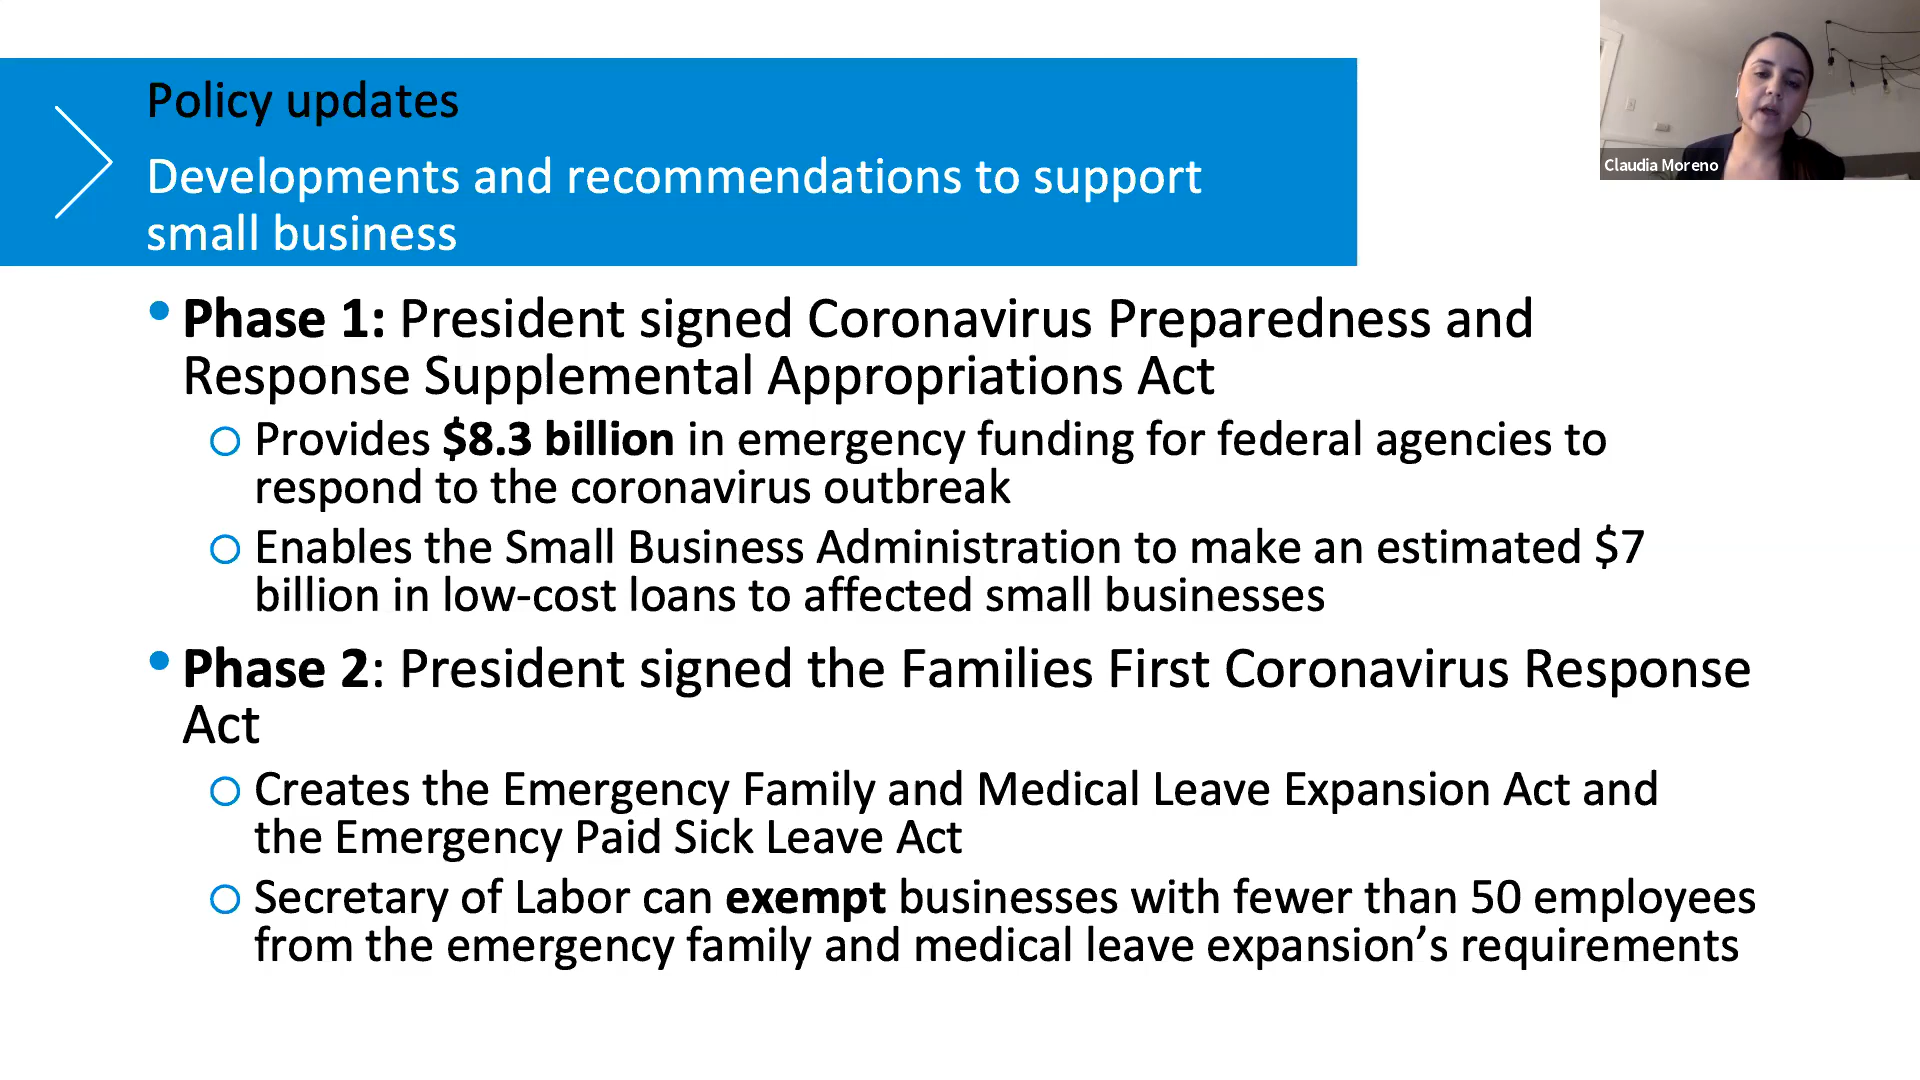 Policy updates
Developments and recommendations to support
small business
Claudia Moreno
• Phase 1: President signed Coronavirus Preparedness and
Response Supplemental Appropriations Act
○ Provides $8.3 billion in emergency funding for federal agencies to
respond to the coronavirus outbreak
○ Enables the Small Business Administration to make an estimated $7
billion in low-cost loans to affected small businesses
• Phase 2: President signed the Families First Coronavirus Response
Act
○ Creates the Emergency Family and Medical Leave Expansion Act and
the Emergency Paid Sick Leave Act
○ Secretary of Labor can exempt businesses with fewer than 50 employees
from the emergency family and medical leave expansion’s requirements